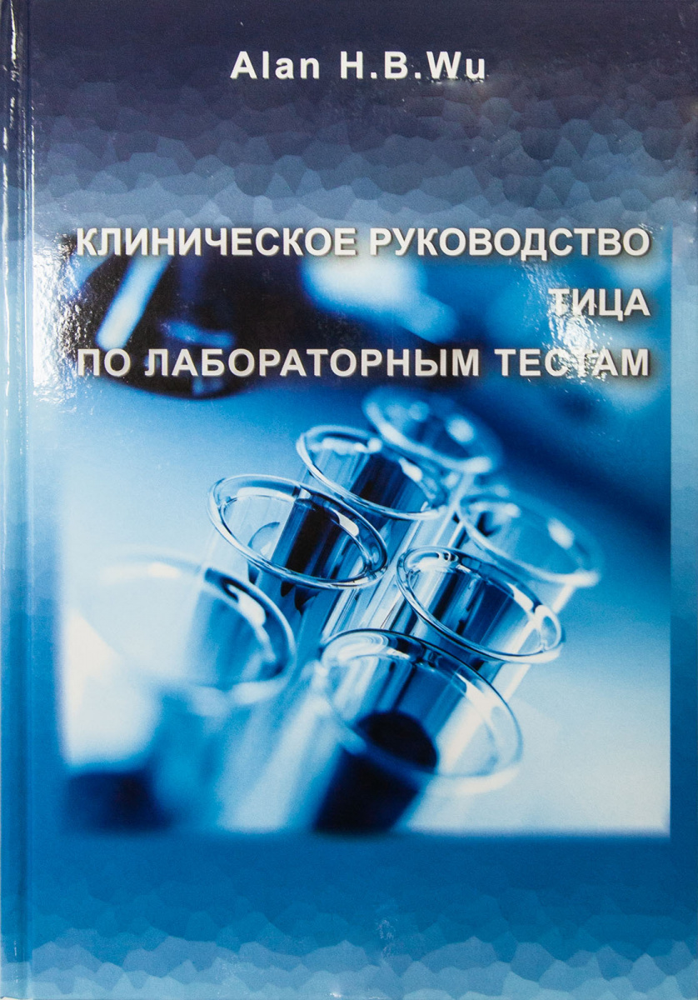 Alan H.B.Wu
КЛИНИЧЕСКОЕ РУКОВОДСТВО
ТИЦА
ПО ЛАБОРАТОРНЫМ ТЕСТАМ